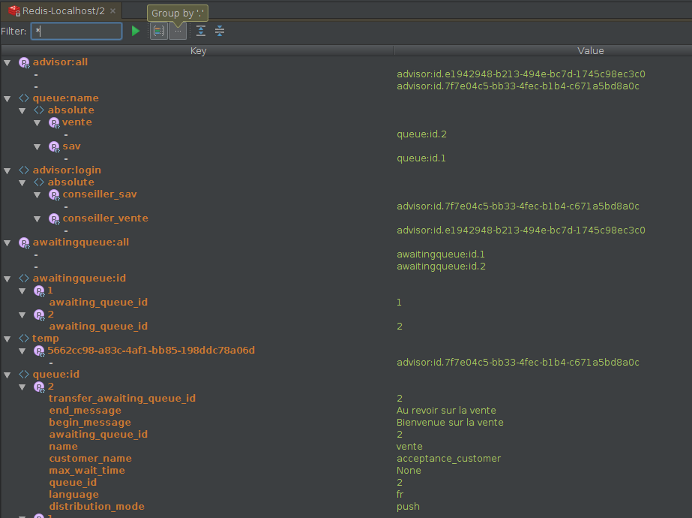 Redis-Localhost/2
Group by '.'
Filter: *
Key Value
advisor:all
- advisor:id.e1942948-b213-494e-bc7d-1745c98ec3c0
- advisor:id.7f7e04c5-bb33-4fec-b1b4-c671a5bd8a0c
queue:name
absolute
vente
- queue:id.2
sav
- queue:id.1
advisor:login
absolute
conseiller_sav
- advisor:id.7f7e04c5-bb33-4fec-b1b4-c671a5bd8a0c
conseiller_vente
- advisor:id.e1942948-b213-494e-bc7d-1745c98ec3c0
awaitingqueue:all
- awaitingqueue:id.1
- awaitingqueue:id.2
awaitingqueue:id
1
awaiting_queue_id 1
2
awaiting_queue_id 2
temp
5662cc98-a83c-4af1-bb85-198ddc78a06d
- advisor:id.7f7e04c5-bb33-4fec-b1b4-c671a5bd8a0c
queue:id
2
transfer_awaiting_queue_id 2
end_message Au revoir sur la vente
begin_message Bienvenue sur la vente
awaiting_queue_id 2
name vente
customer_name acceptance_customer
max_wait_time None
queue_id 2
language fr
distribution_mode push